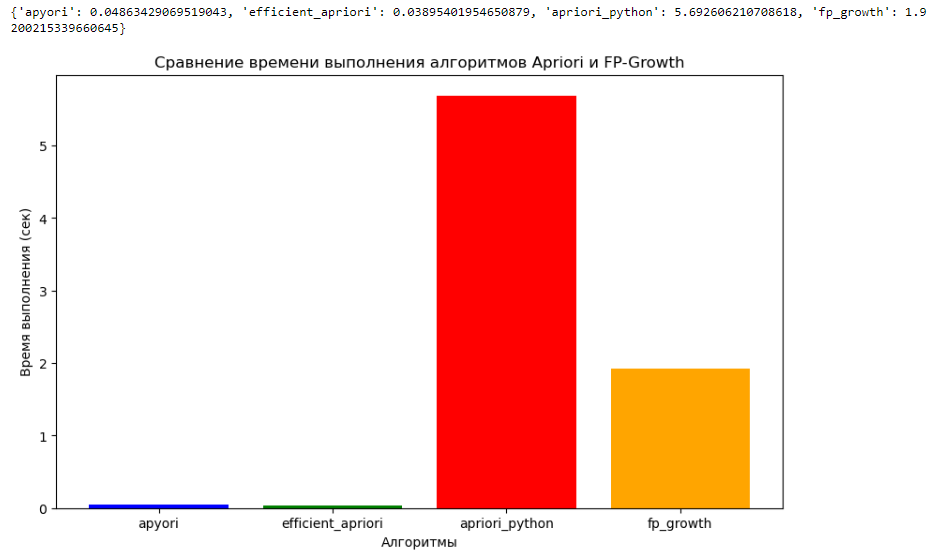 {'apyori': 0.04863429069519043, 'efficient_apriori': 0.03895401954650879, 'apriori_python': 5.692606210708618, 'fp_growth': 1.9
200215339660645}
Сравнение времени выполнения алгоритмов Apriori и FP-Growth
Время выполнения (сек)
5
4
3
2
1
0
apyori
efficient_apriori
apriori_python
fp_growth
Алгоритмы